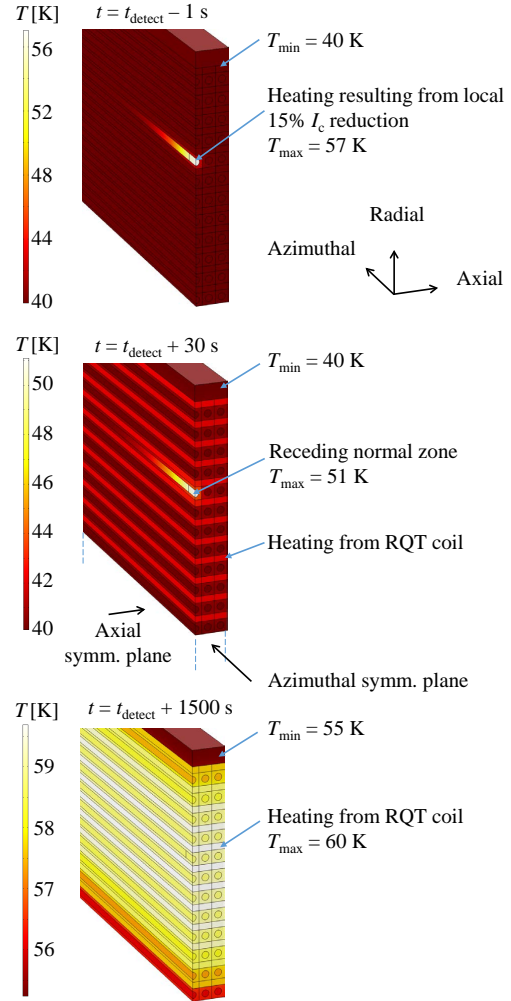 T [K]
t = t_detect – 1 s
56
52
48
44
40
T_min = 40 K
Heating resulting from local
15% I_c reduction
T_max = 57 K
Radial
Azimuthal
Axial
T [K]
t = t_detect + 30 s
50
48
46
44
42
40
T_min = 40 K
Receding normal zone
T_max = 51 K
Heating from RQT coil
Axial
symm. plane
Azimuthal symm. plane
T [K]
t = t_detect + 1500 s
59
58
57
56
T_min = 55 K
Heating from RQT coil
T_max = 60 K